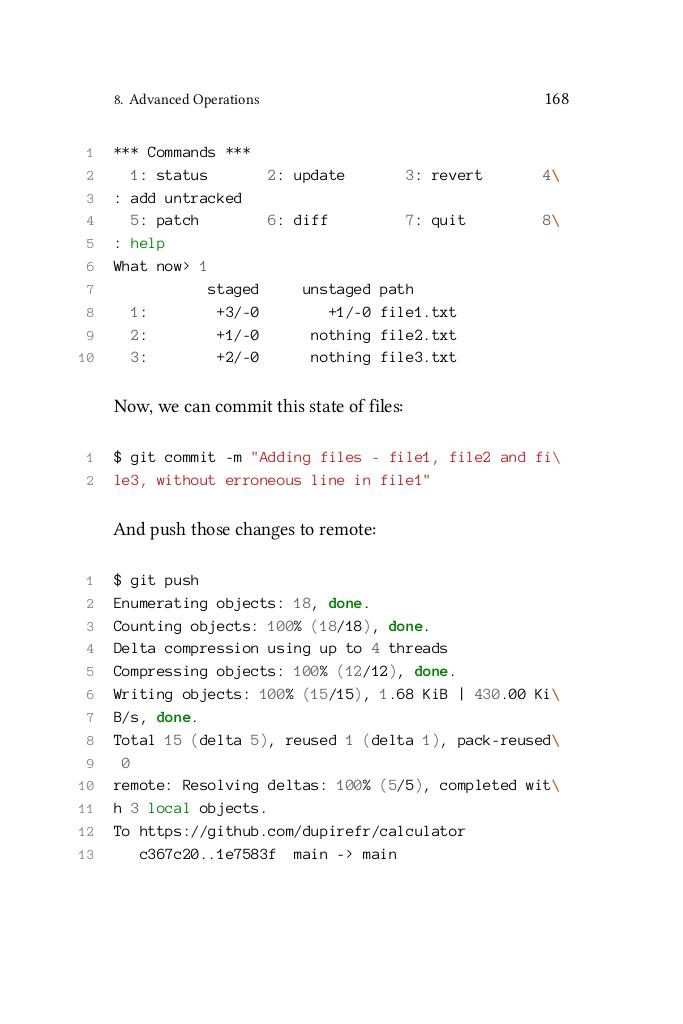 8. Advanced Operations 168
1 *** Commands ***
2   1: status       2: update       3: revert       4\
3 : add untracked
4   5: patch        6: diff         7: quit         8\
5 : help
6 What now> 1
7            staged     unstaged path
8   1:        +3/-0        +1/-0 file1.txt
9   2:        +1/-0      nothing file2.txt
10   3:        +2/-0      nothing file3.txt
Now, we can commit this state of files:
1 $ git commit -m "Adding files - file1, file2 and fi\
2 le3, without erroneous line in file1"
And push those changes to remote:
1 $ git push
2 Enumerating objects: 18, done.
3 Counting objects: 100% (18/18), done.
4 Delta compression using up to 4 threads
5 Compressing objects: 100% (12/12), done.
6 Writing objects: 100% (15/15), 1.68 KiB | 430.00 Ki\
7 B/s, done.
8 Total 15 (delta 5), reused 1 (delta 1), pack-reused\
9  0
10 remote: Resolving deltas: 100% (5/5), completed wit\
11 h 3 local objects.
12 To https://github.com/dupirefr/calculator
13    c367c20..1e7583f  main -> main